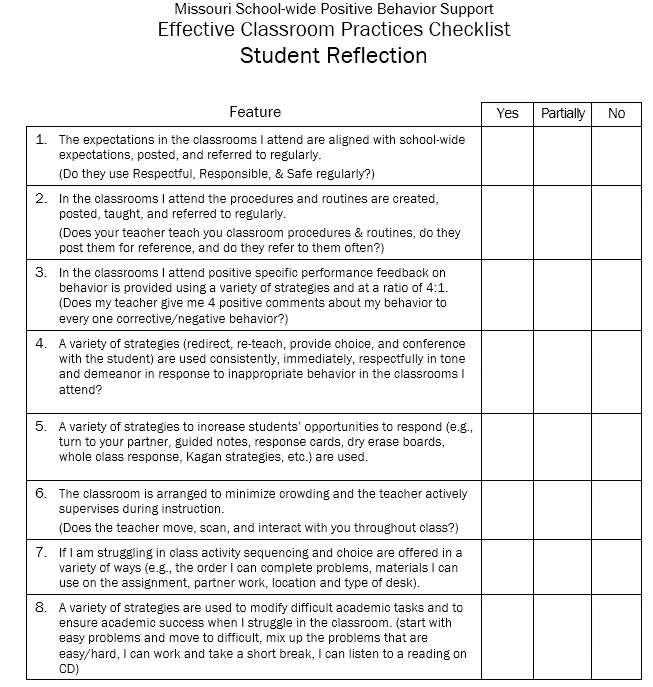 Missouri School-wide Positive Behavior Support
Effective Classroom Practices Checklist
Student Reflection
Feature Yes Partially No
1. The expectations in the classrooms I attend are aligned with school-wide
expectations, posted, and referred to regularly.
(Do they use Respectful, Responsible, & Safe regularly?)
2. In the classrooms I attend the procedures and routines are created,
posted, taught, and referred to regularly.
(Does your teacher teach you classroom procedures & routines, do they
post them for reference, and do they refer to them often?)
3. In the classrooms I attend positive specific performance feedback on
behavior is provided using a variety of strategies and at a ratio of 4:1.
(Does my teacher give me 4 positive comments about my behavior to
every one corrective/negative behavior?)
4. A variety of strategies (redirect, re-teach, provide choice, and conference
with the student) are used consistently, immediately, respectfully in tone
and demeanor in response to inappropriate behavior in the classrooms I
attend?
5. A variety of strategies to increase students' opportunities to respond (e.g.,
turn to your partner, guided notes, response cards, dry erase boards,
whole class response, Kagan strategies, etc.) are used.
6. The classroom is arranged to minimize crowding and the teacher actively
supervises during instruction.
(Does the teacher move, scan, and interact with you throughout class?)
7. If I am struggling in class activity sequencing and choice are offered in a
variety of ways (e.g., the order I can complete problems, materials I can
use on the assignment, partner work, location and type of desk).
8. A variety of strategies are used to modify difficult academic tasks and to
ensure academic success when I struggle in the classroom. (start with
easy problems and move to difficult, mix up the problems that are
easy/hard, I can work and take a short break, I can listen to a reading on
CD)